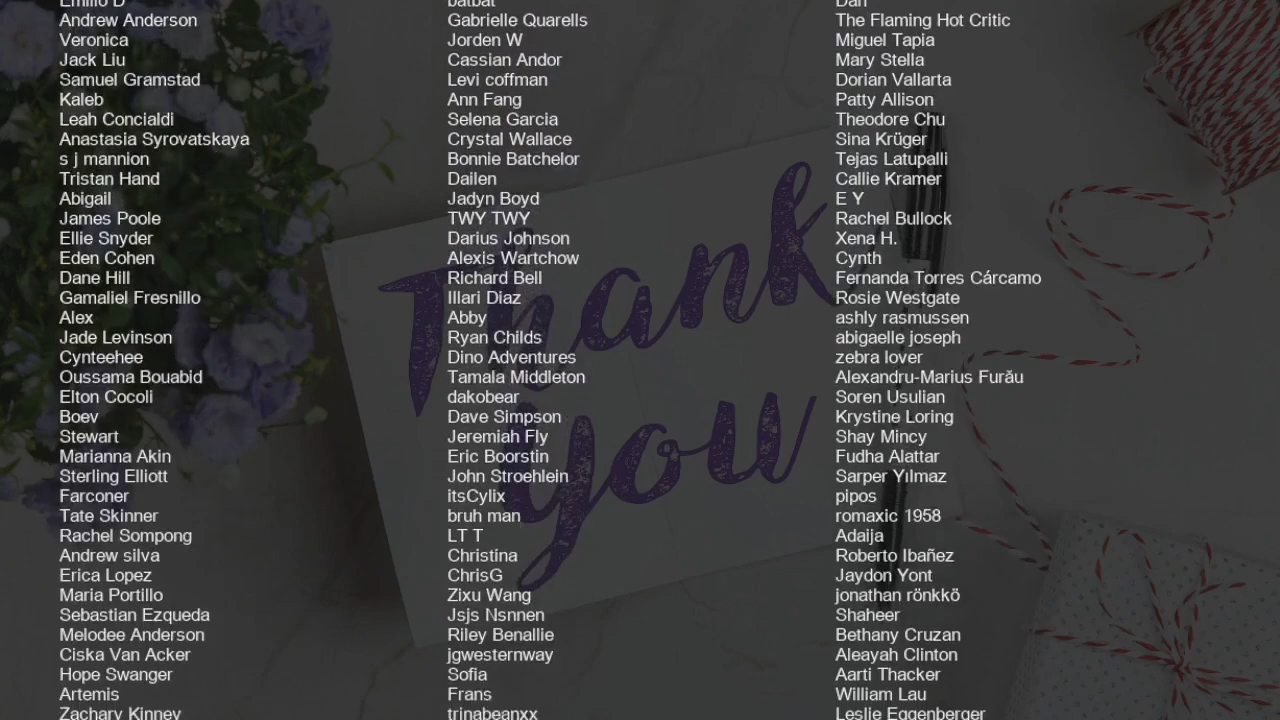 Emilio D
Andrew Anderson
Veronica
Jack Liu
Samuel Gramstad
Kaleb
Leah Concialdi
Anastasia Syrovatskaya
s j mannion
Tristan Hand
Abigail
James Poole
Ellie Snyder
Eden Cohen
Dane Hill
Gamaliel Fresnillo
Alex
Jade Levinson
Cynteehee
Oussama Bouabid
Elton Cocoli
Boev
Stewart
Marianna Akin
Sterling Elliott
Farconer
Tate Skinner
Rachel Sompong
Andrew silva
Erica Lopez
Maria Portillo
Sebastian Ezqueda
Melodee Anderson
Ciska Van Acker
Hope Swanger
Artemis
Zachary Kinney
batbat
Gabrielle Quarells
Jorden W
Cassian Andor
Levi coffman
Ann Fang
Selena Garcia
Crystal Wallace
Bonnie Batchelor
Dailen
Jadyn Boyd
TWY TWY
Darius Johnson
Alexis Wartchow
Richard Bell
Illari Diaz
Abby
Ryan Childs
Dino Adventures
Tamala Middleton
dakobear
Dave Simpson
Jeremiah Fly
Eric Boorstin
John Stroehlein
itsCylix
bruh man
LT T
Christina
ChrisG
Zixu Wang
Jsjs Nsnnen
Riley Benallie
jgwesternway
Sofia
Frans
trinabeanxx
Dan
The Flaming Hot Critic
Miguel Tapia
Mary Stella
Dorian Vallarta
Patty Allison
Theodore Chu
Sina Krüger
Tejas Latupalli
Callie Kramer
E Y
Rachel Bullock
Xena H.
Cynth
Fernanda Torres Cárcamo
Rosie Westgate
ashly rasmussen
abigaelle joseph
zebra lover
Alexandru-Marius Furău
Soren Usulian
Krystine Loring
Shay Mincy
Fudha Alattar
Sarper Yılmaz
pipos
romaxic 1958
Adaija
Roberto Ibañez
Jaydon Yont
jonathan rönkkö
Shaheer
Bethany Cruzan
Aleayah Clinton
Aarti Thacker
William Lau
Leslie Eggenberger
Thank
you